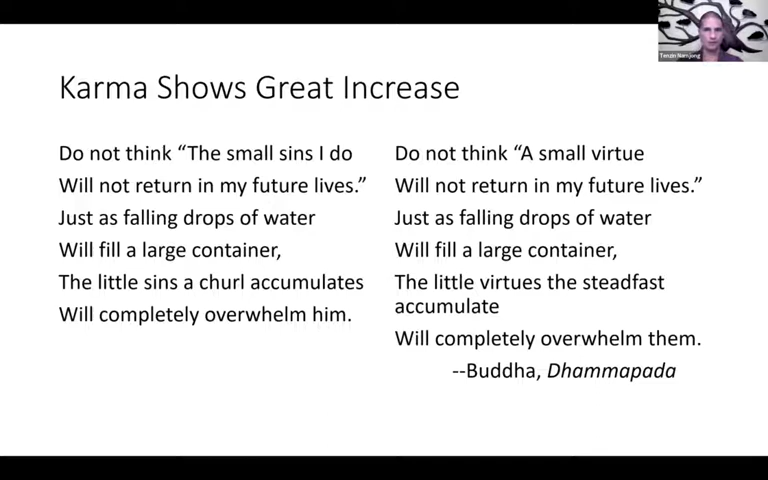 Tenzin Namjong
Karma Shows Great Increase
Do not think “The small sins I do
Will not return in my future lives.”
Just as falling drops of water
Will fill a large container,
The little sins a churl accumulates
Will completely overwhelm him.
Do not think “A small virtue
Will not return in my future lives.”
Just as falling drops of water
Will fill a large container,
The little virtues the steadfast
accumulate
Will completely overwhelm them.
--Buddha, Dhammapada